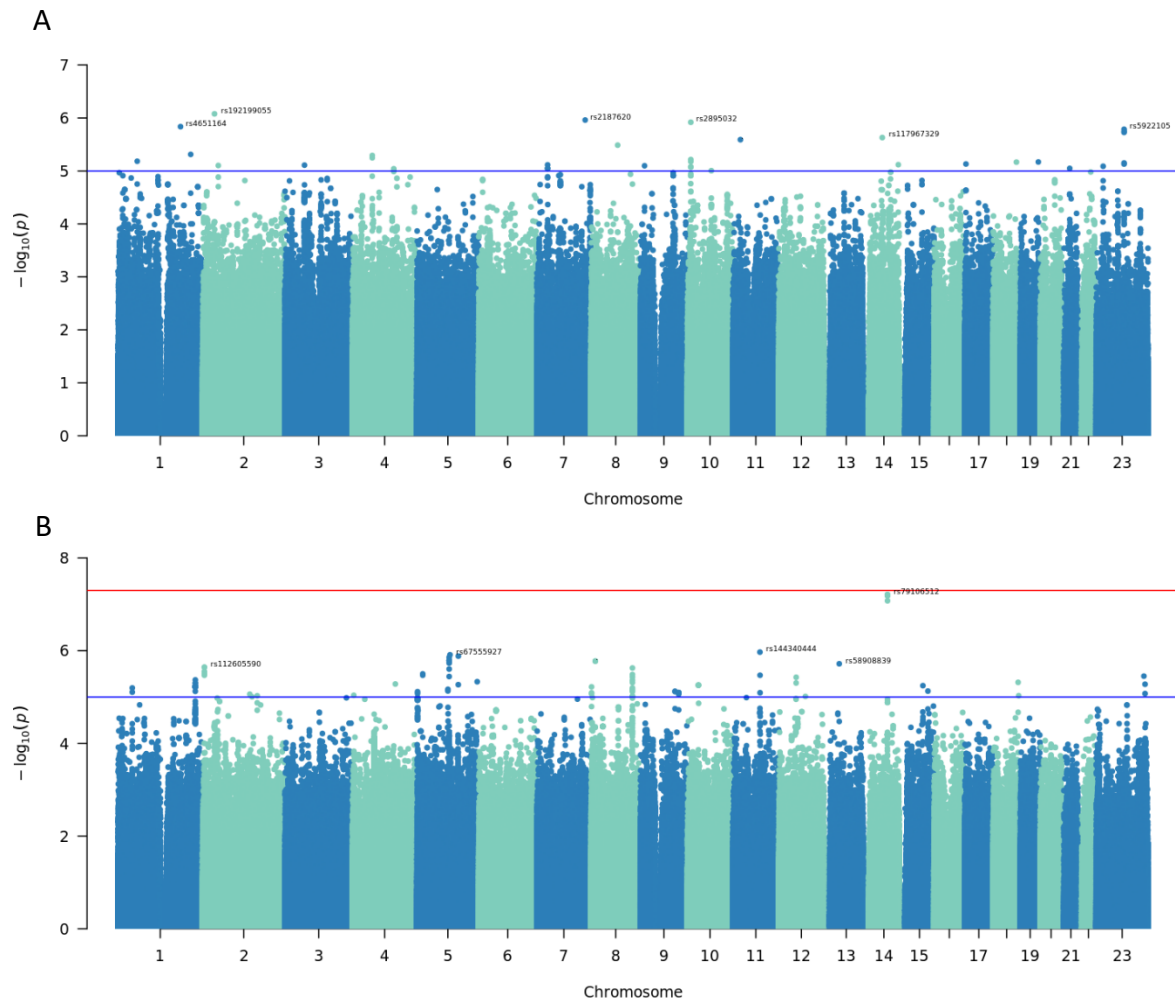 A
7
6
5
4
3
2
1
0
− log₁₀(p)
rs192199055
rs4651164
rs2187620
rs2895032
rs117967329
rs5922105
1 2 3 4 5 6 7 8 9 10 11 12 13 14 15 17 19 21 23
Chromosome
B
8
6
4
2
0
− log₁₀(p)
rs79106512
rs112605590
rs67555927
rs144340444
rs58908839
1 2 3 4 5 6 7 8 9 10 11 12 13 14 15 17 19 21 23
Chromosome